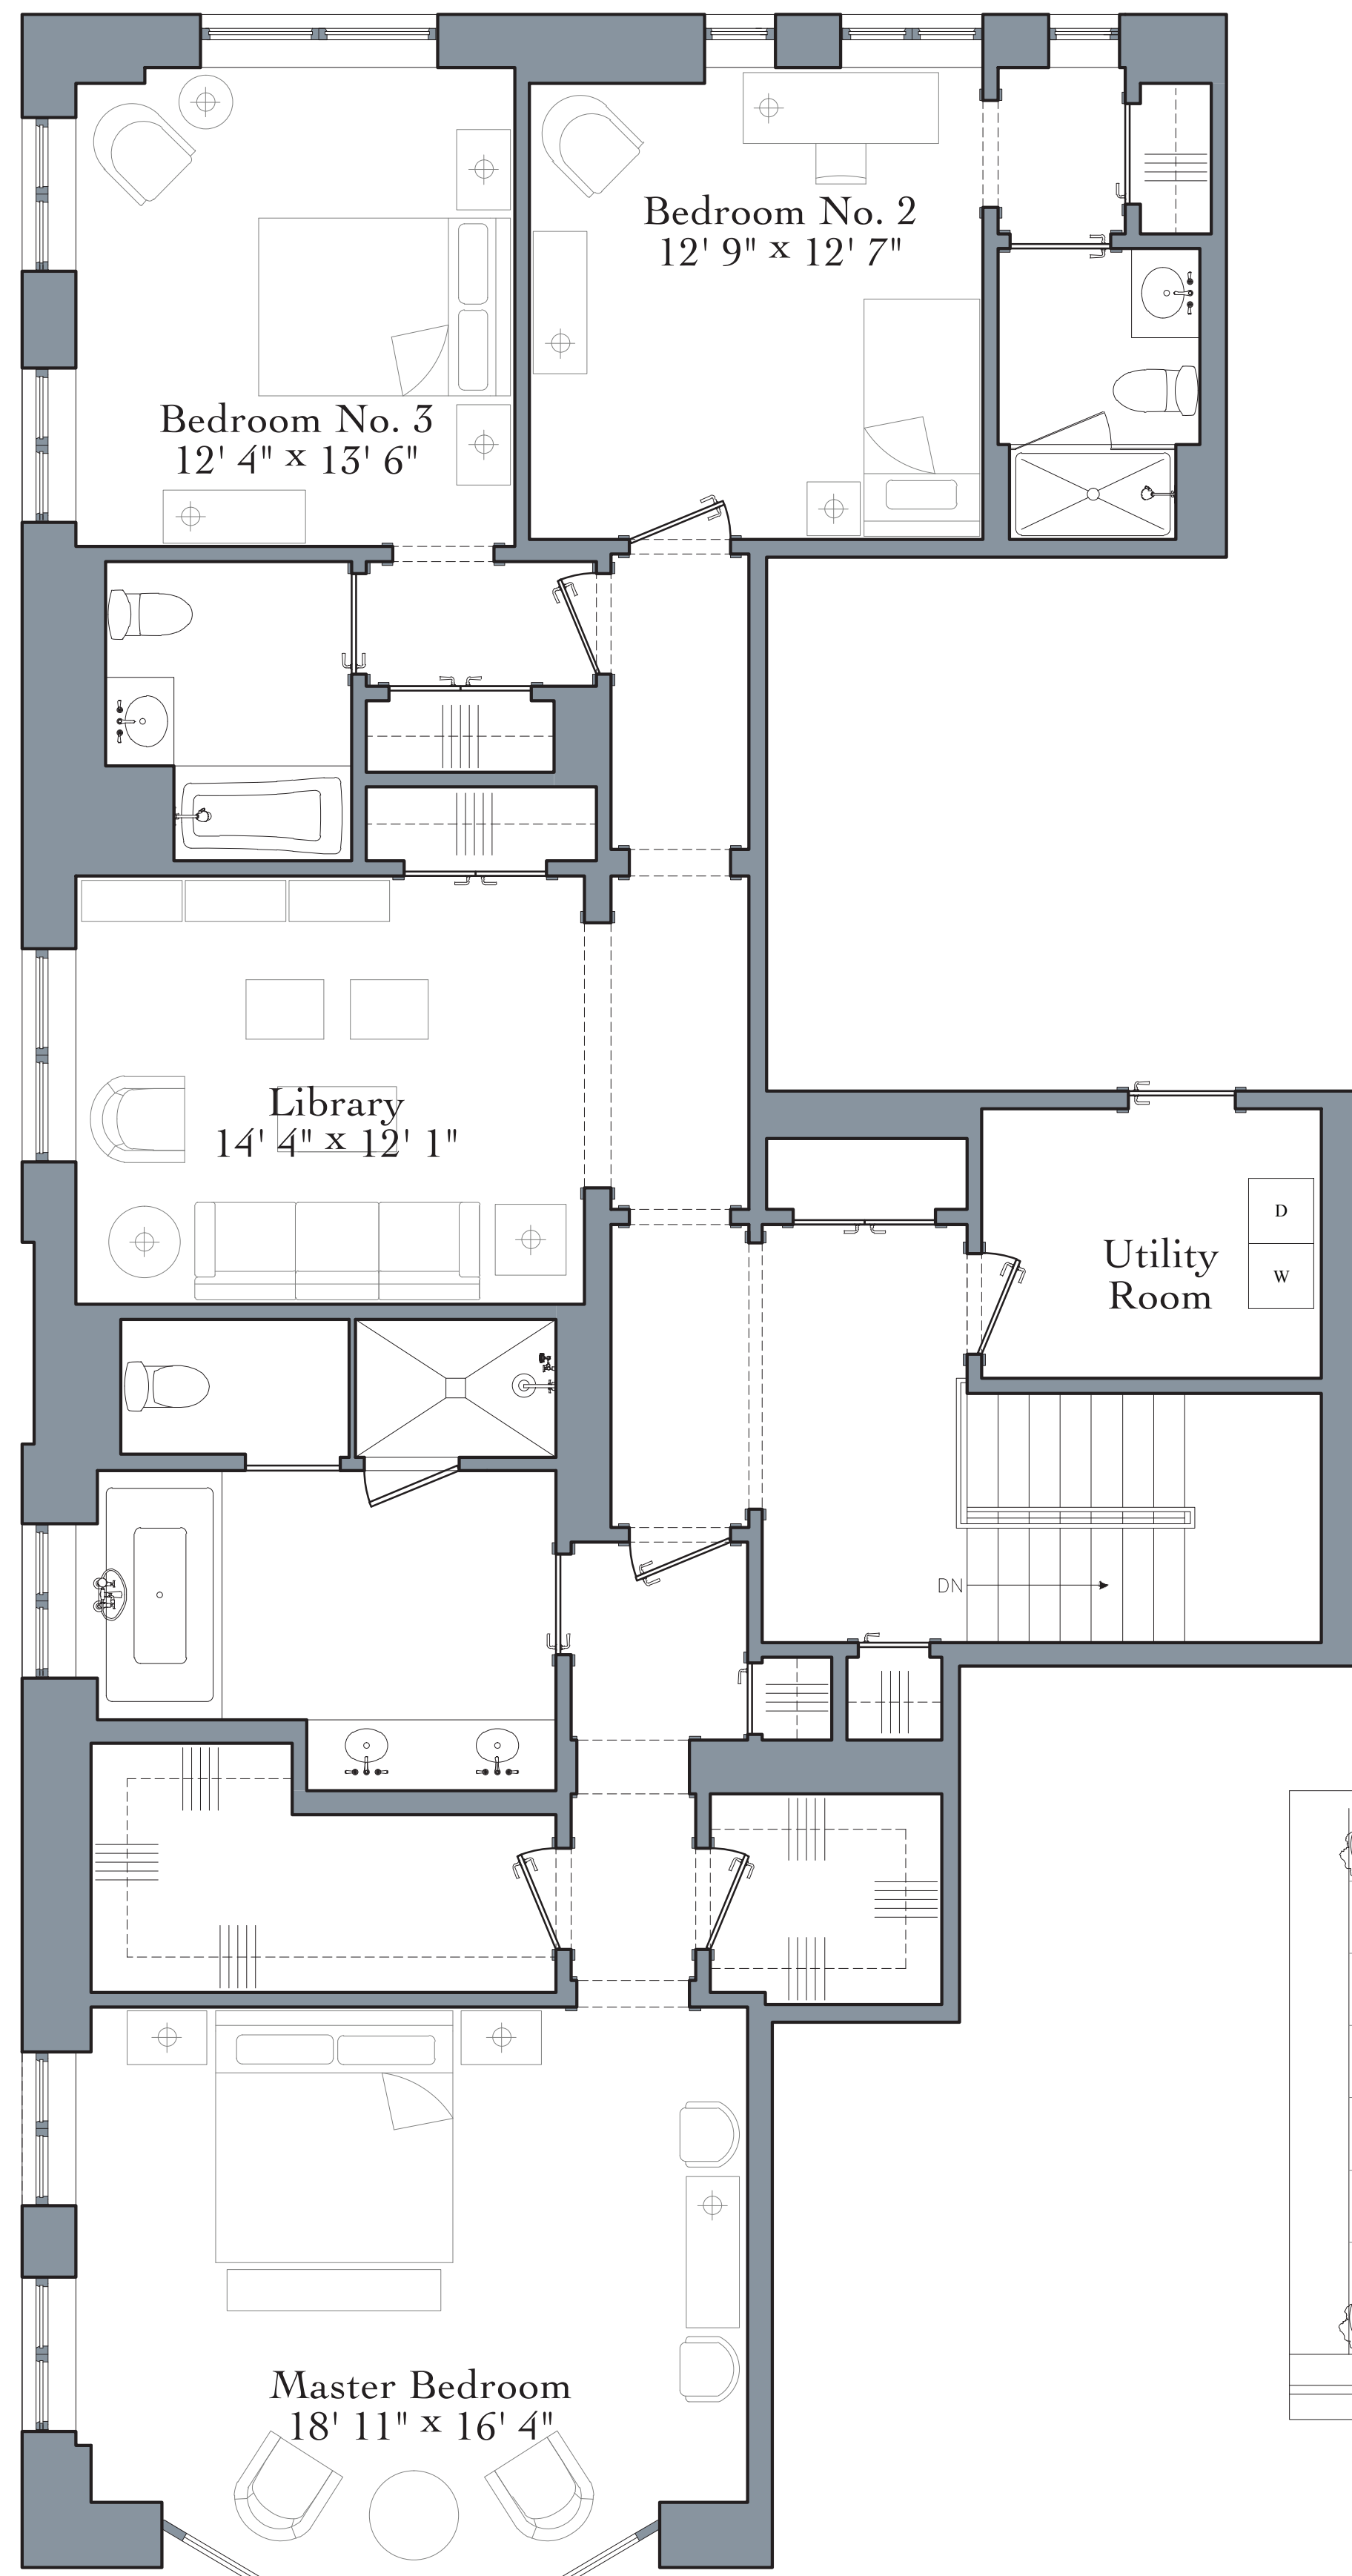 Bedroom No. 2
12' 9" x 12' 7"
Bedroom No. 3
12' 4" x 13' 6"
Library
14' 4" x 12' 1"
D
Utility
Room
W
DN
Master Bedroom
18' 11" x 16' 4"